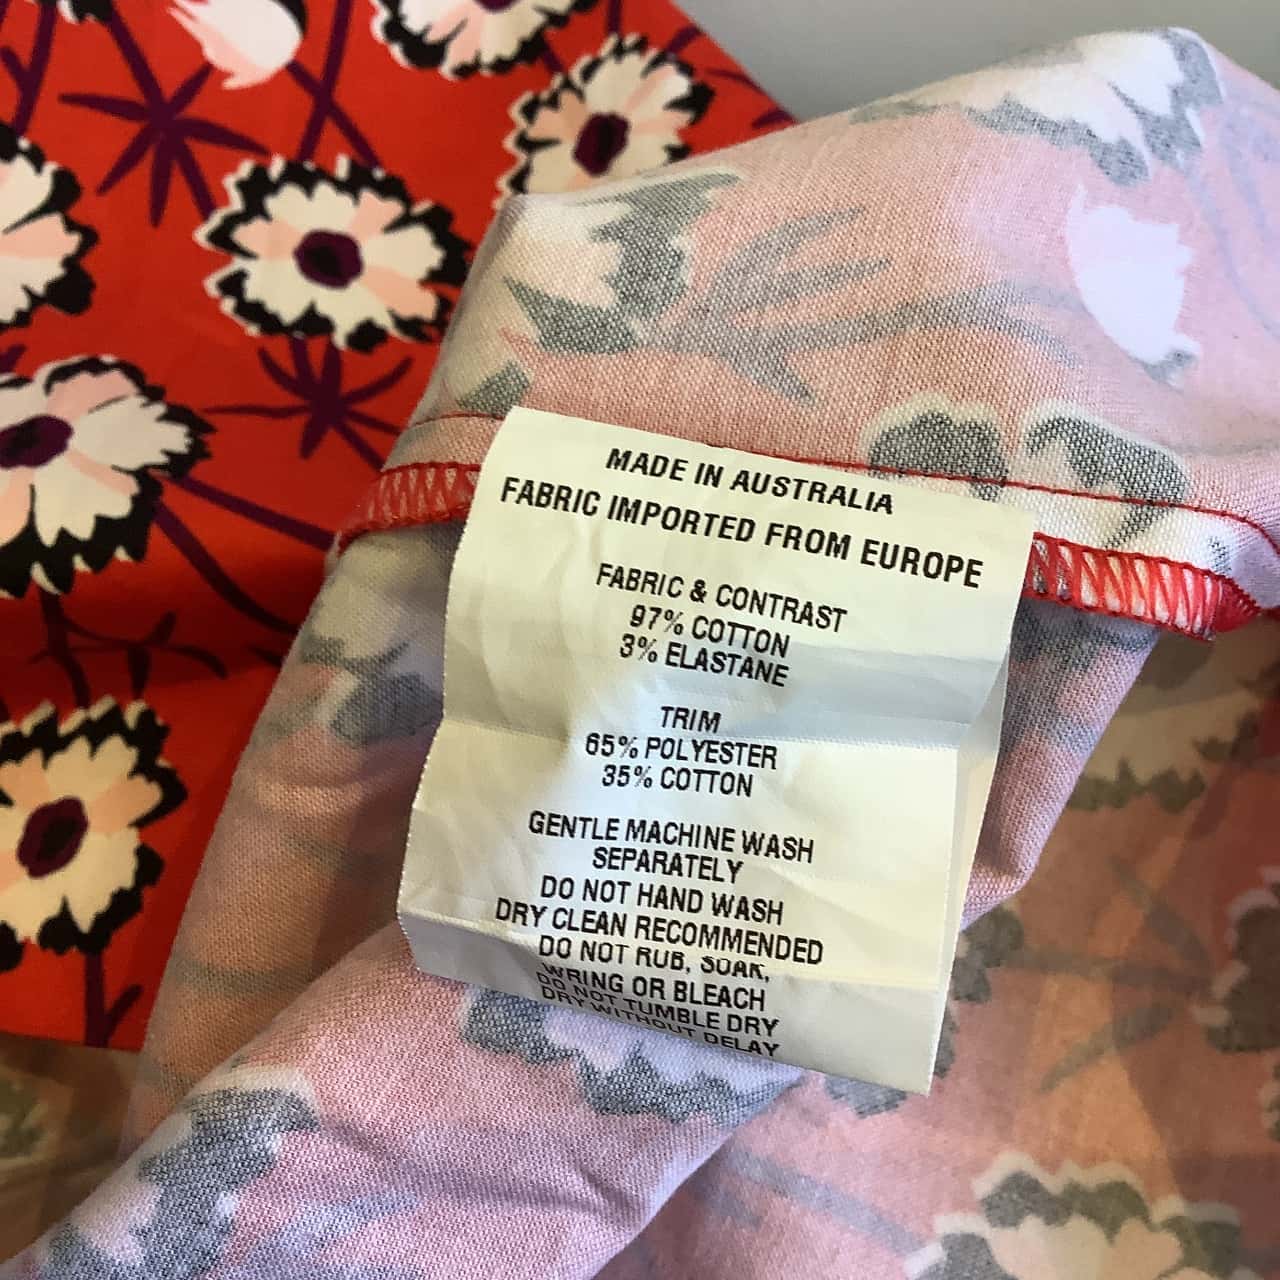 MADE IN AUSTRALIA
FABRIC IMPORTED FROM EUROPE
FABRIC & CONTRAST
97% COTTON
3% ELASTANE
TRIM
65% POLYESTER
35% COTTON
GENTLE MACHINE WASH
SEPARATELY
DO NOT HAND WASH
DRY CLEAN RECOMMENDED
DO NOT RUB, SOAK,
WRING OR BLEACH
DO NOT TUMBLE DRY
DRY WITHOUT DELAY